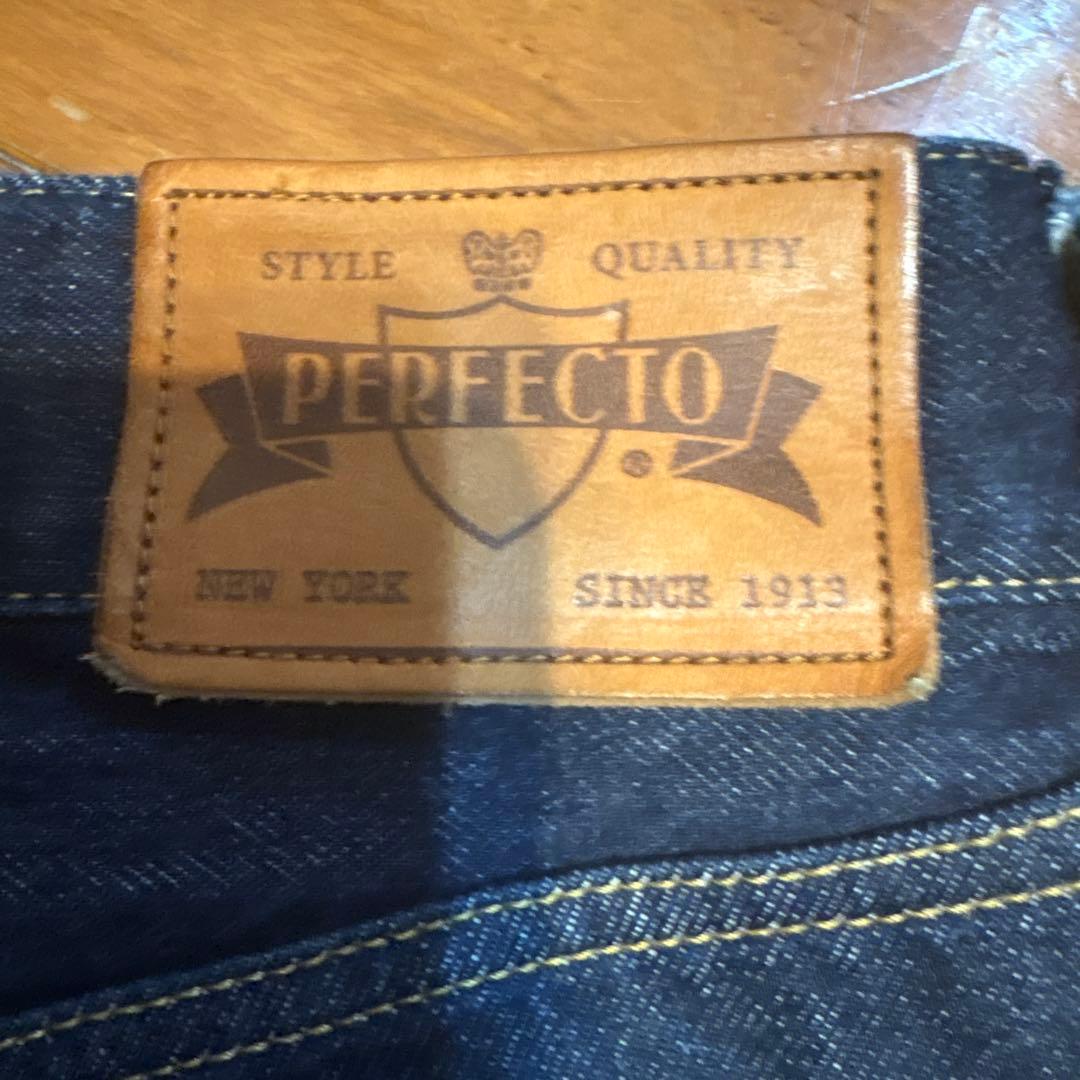 STYLE QUALITY
PERFECTO ®
NEW YORK SINCE 1913